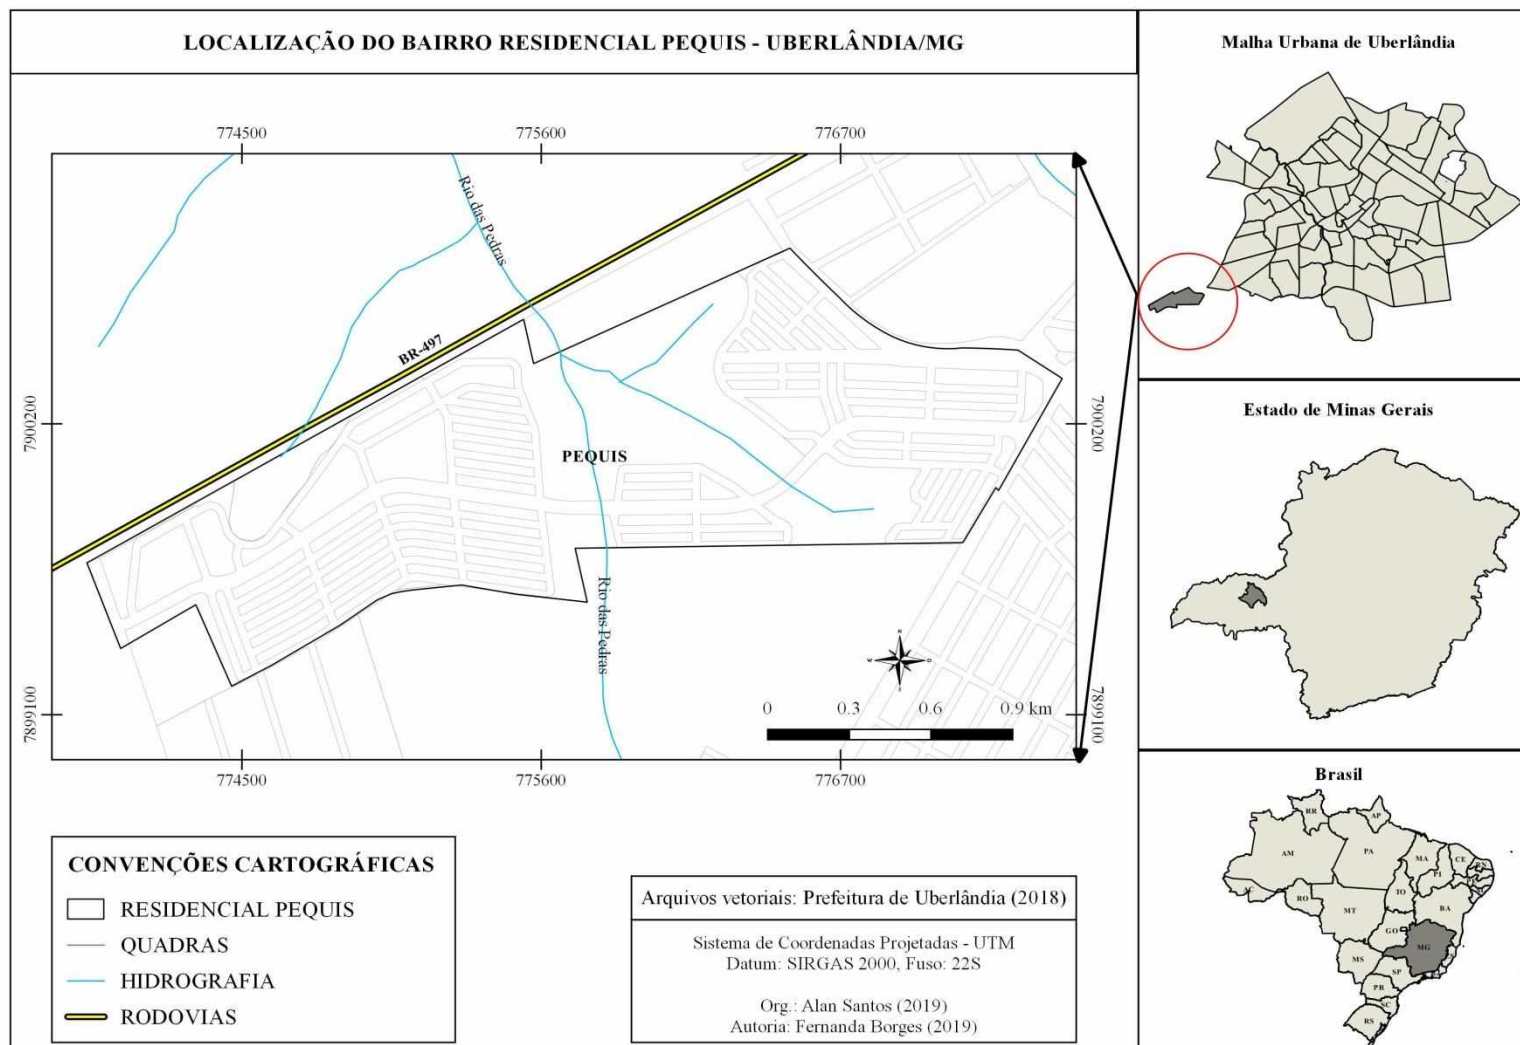 LOCALIZAÇÃO DO BAIRRO RESIDENCIAL PEQUIS - UBERLÂNDIA/MG
774500
775600
776700
Rio das Pedras
BR-497
7900200
7900200
PEQUIS
Rio das Pedras
7899100
7899100
N
W
O
S
0
0.3
0.6
0.9 km
774500
775600
776700
CONVENÇÕES CARTOGRÁFICAS
RESIDENCIAL PEQUIS
QUADRAS
HIDROGRAFIA
RODOVIAS
Arquivos vetoriais: Prefeitura de Uberlândia (2018)
Sistema de Coordenadas Projetadas - UTM
Datum: SIRGAS 2000, Fuso: 22S
Org.: Alan Santos (2019)
Autoria: Fernanda Borges (2019)
Malha Urbana de Uberlândia
Estado de Minas Gerais
Brasil
RR
AP
AM
PA
MA
CE
RN
PI
AC
RO
TO
MT
BA
GO
MG
MS
SP
PR
SC
RS